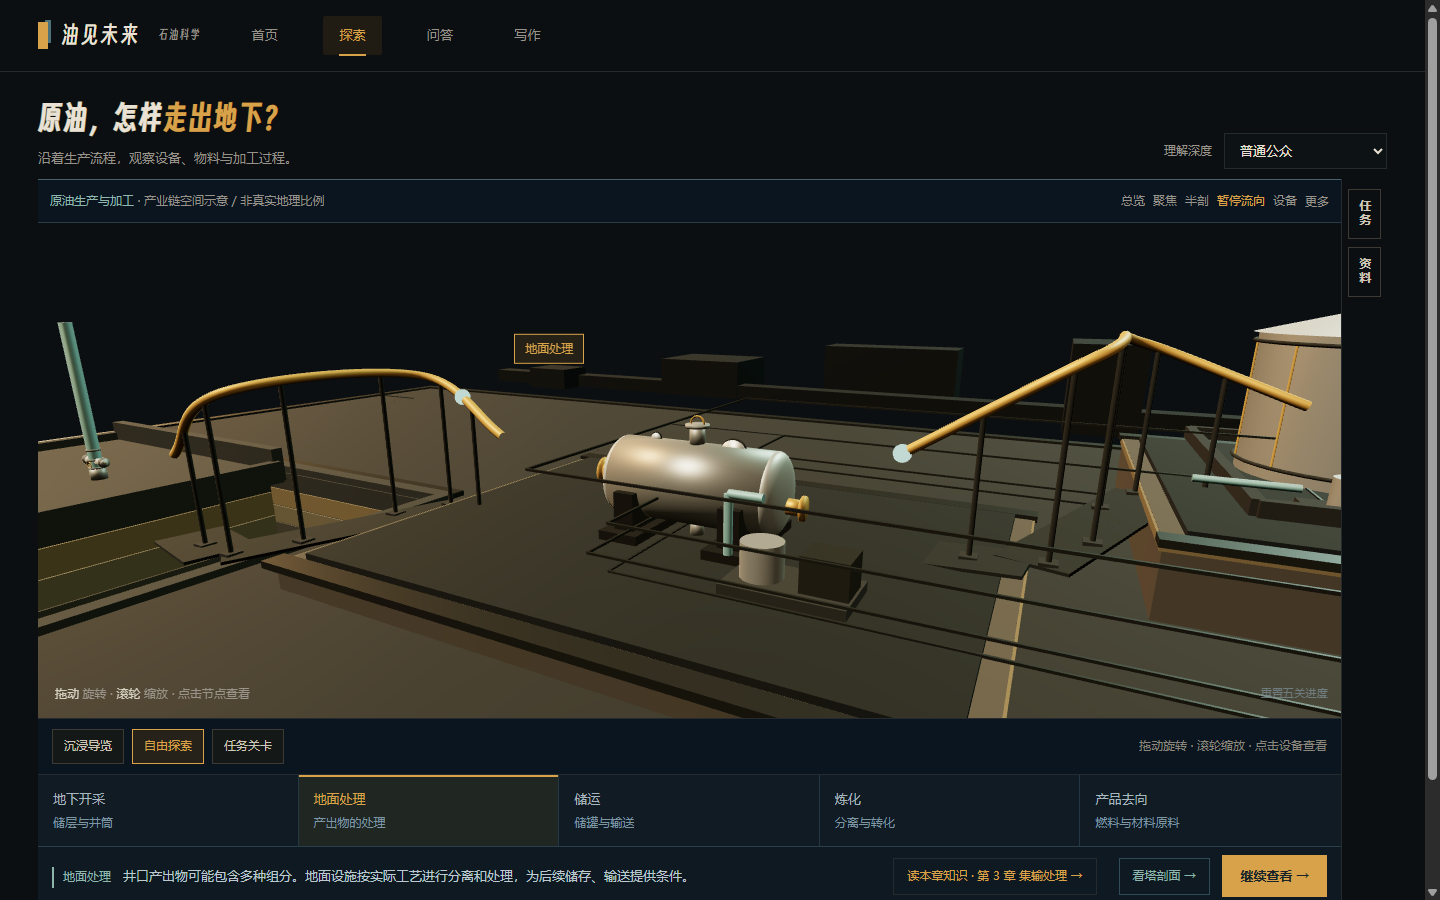 油见未来 石油科学 首页 探索 问答 写作
原油，怎样走出地下？
沿着生产流程，观察设备、物料与加工过程。
理解深度 普通公众
原油生产与加工 · 产业链空间示意 / 非真实地理比例
总览 聚焦 半剖 暂停流向 设备 更多
任务
资料
地面处理
拖动 旋转 · 滚轮 缩放 · 点击节点查看
重置五关进度
沉浸导览 自由探索 任务关卡
拖动旋转 · 滚轮缩放 · 点击设备查看
地下开采
储层与井筒
地面处理
产出物的处理
储运
储罐与输送
炼化
分离与转化
产品去向
燃料与材料原料
地面处理 井口产出物可能包含多种组分。地面设施按实际工艺进行分离和处理，为后续储存、输送提供条件。
读本章知识 · 第 3 章 集输处理 →
看塔剖面 →
继续查看 →